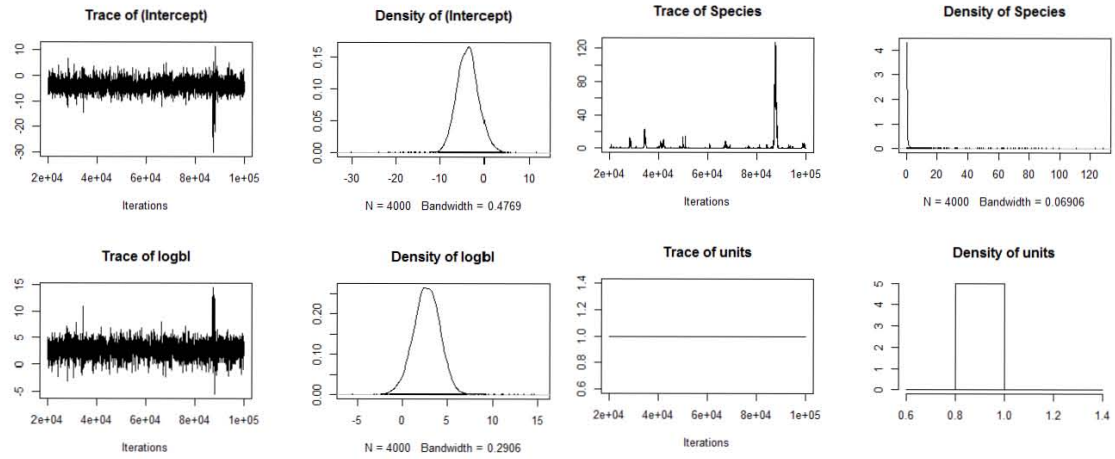 Trace of (Intercept)
10
0
-10
-20
-30
2e+04 4e+04 6e+04 8e+04 1e+05
Iterations
Density of (Intercept)
0.15
0.10
0.05
0.00
-30 -20 -10 0 10
N = 4000 Bandwidth = 0.4769
Trace of Species
120
80
40
0
2e+04 4e+04 6e+04 8e+04 1e+05
Iterations
Density of Species
4
3
2
1
0
0 20 40 60 80 100 120
N = 4000 Bandwidth = 0.06906
Trace of logbl
15
10
5
0
-5
2e+04 4e+04 6e+04 8e+04 1e+05
Iterations
Density of logbl
0.20
0.10
0.00
-5 0 5 10 15
N = 4000 Bandwidth = 0.2906
Trace of units
1.4
1.2
1.0
0.8
0.6
2e+04 4e+04 6e+04 8e+04 1e+05
Iterations
Density of units
5
4
3
2
1
0
0.6 0.8 1.0 1.2 1.4